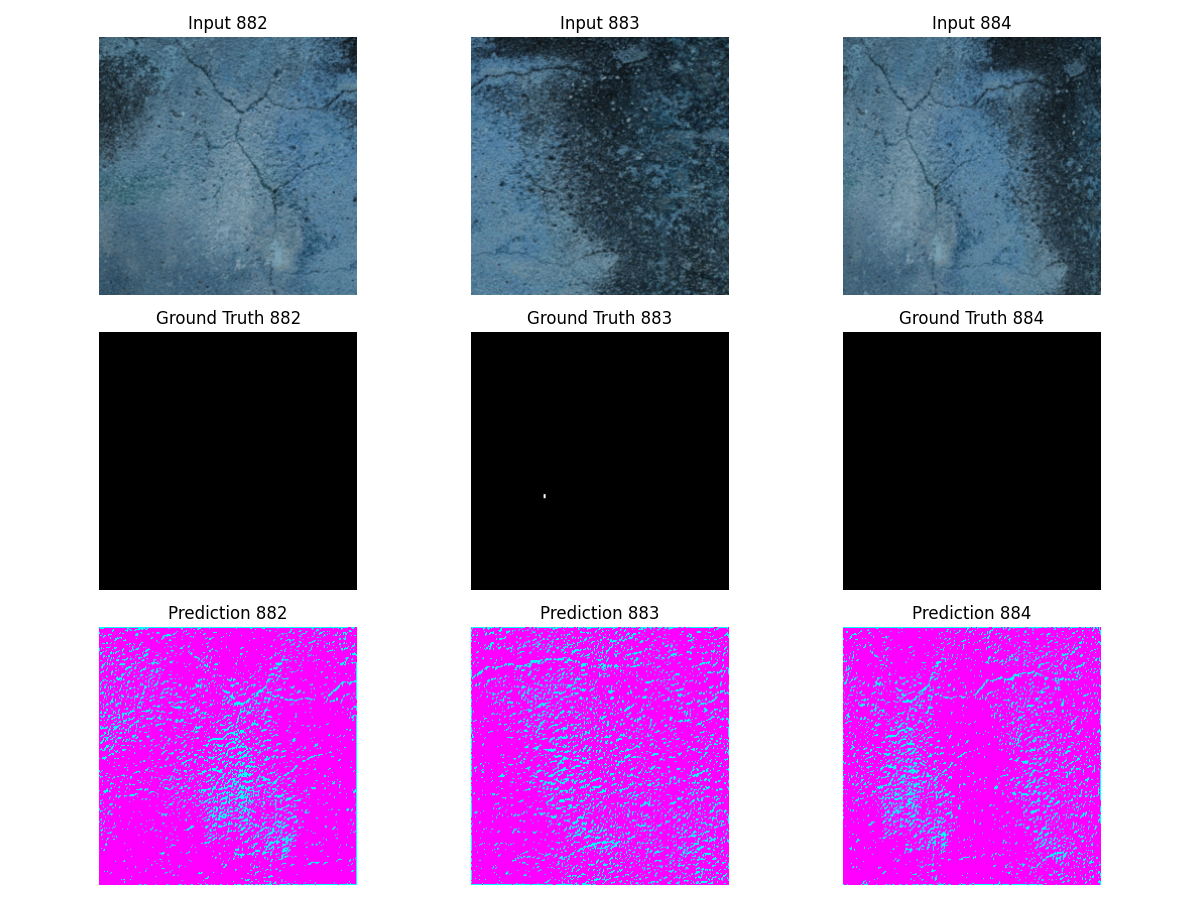 Input 882
Input 883
Input 884
Ground Truth 882
Ground Truth 883
Ground Truth 884
Prediction 882
Prediction 883
Prediction 884